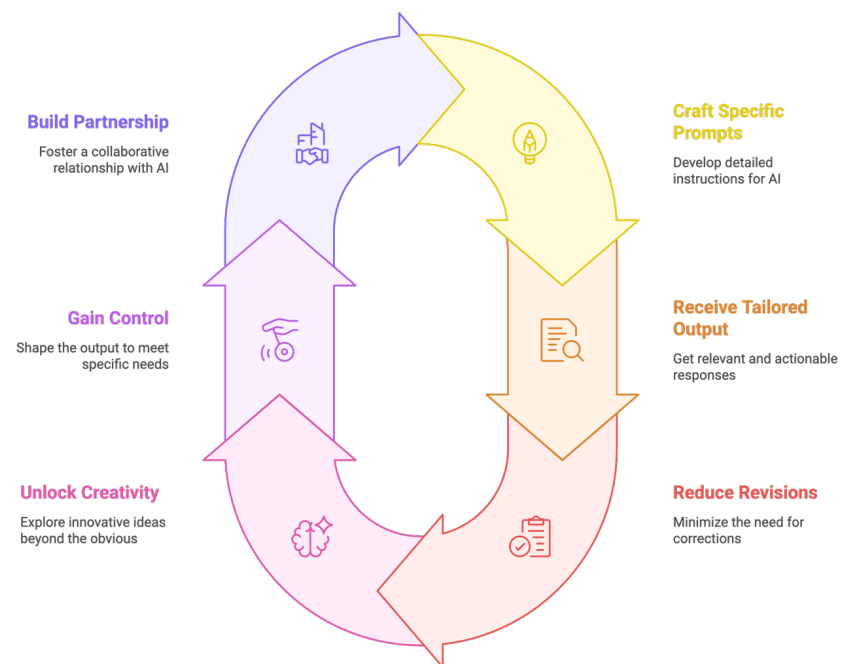 Build Partnership
Foster a collaborative
relationship with AI
Craft Specific
Prompts
Develop detailed
instructions for AI
Gain Control
Shape the output to meet
specific needs
Receive Tailored
Output
Get relevant and actionable
responses
Unlock Creativity
Explore innovative ideas
beyond the obvious
Reduce Revisions
Minimize the need for
corrections